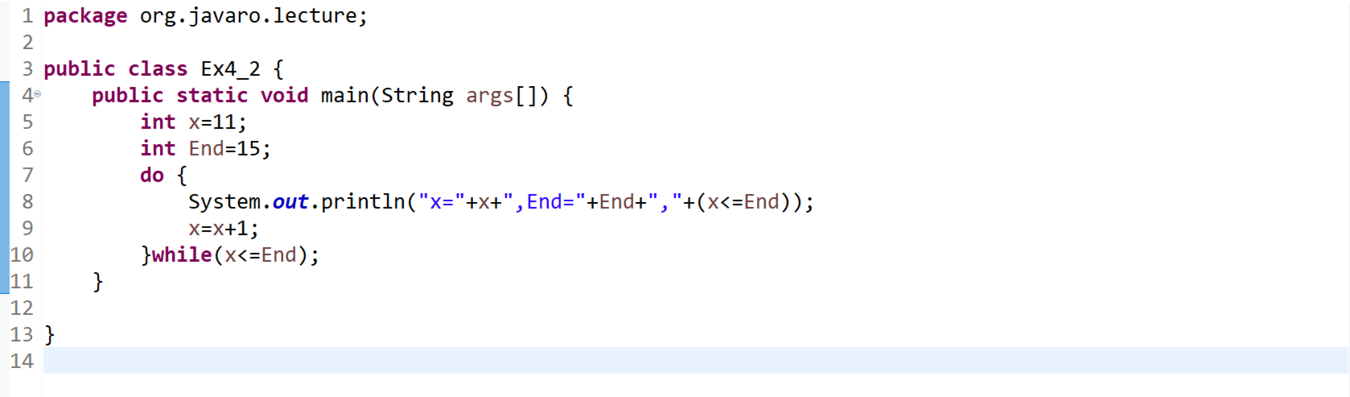 1 package org.javaro.lecture;
2
3 public class Ex4_2 {
4     public static void main(String args[]) {
5         int x=11;
6         int End=15;
7         do {
8             System.out.println("x="+x+",End="+End+","+(x<=End));
9             x=x+1;
10         }while(x<=End);
11     }
12
13 }
14